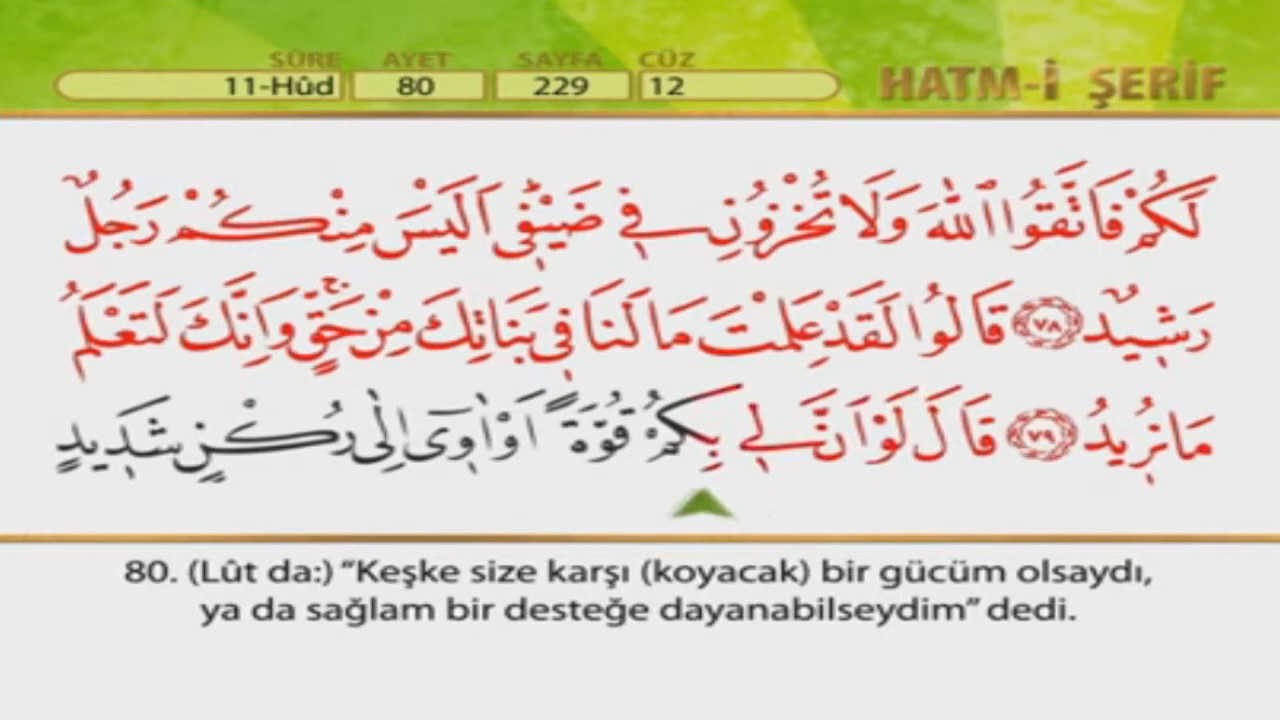 SÛRE AYET SAYFA CÜZ
11-Hûd 80 229 12 HATM-İ ŞERİF
لَكُمْ فَاتَّقُوا اللّٰهَ وَلَا تُخْزُونِ فٖي ضَيْفٖي اَلَيْسَ مِنْكُمْ رَجُلٌ
رَشٖيدٌ ﴿٧٨﴾ قَالُوا لَقَدْ عَلِمْتَ مَا لَنَا فٖي بَنَاتِكَ مِنْ حَقٍّۚ وَاِنَّكَ لَتَعْلَمُ
مَا نُرٖيدُ ﴿٧٩﴾ قَالَ لَوْ اَنَّ لٖي بِكُمْ قُوَّةً اَوْ اٰوٖٓي اِلٰى رُكْنٍ شَدٖيدٍ
80. (Lût da:) “Keşke size karşı (koyacak) bir gücüm olsaydı,
ya da sağlam bir desteğe dayanabilseydim” dedi.